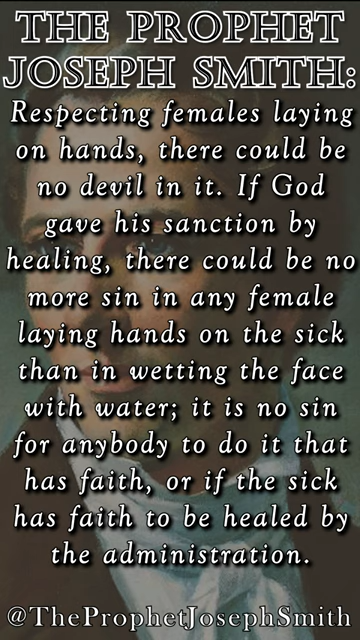 THE PROPHET
JOSEPH SMITH:
Respecting females laying
on hands, there could be
no devil in it. If God
gave his sanction by
healing, there could be no
more sin in any female
laying hands on the sick
than in wetting the face
with water; it is no sin
for anybody to do it that
has faith, or if the sick
has faith to be healed by
the administration.
@TheProphetJosephSmith